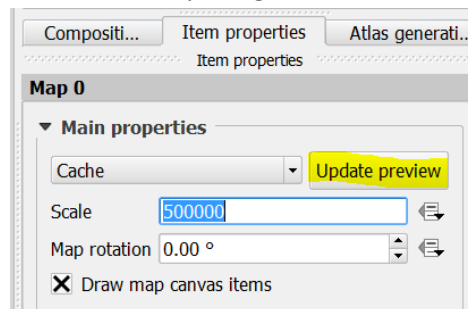 Compositi... Item properties Atlas generati..
Item properties
Map 0
Main properties
Cache Update preview
Scale 500000
Map rotation 0.00 °
Draw map canvas items